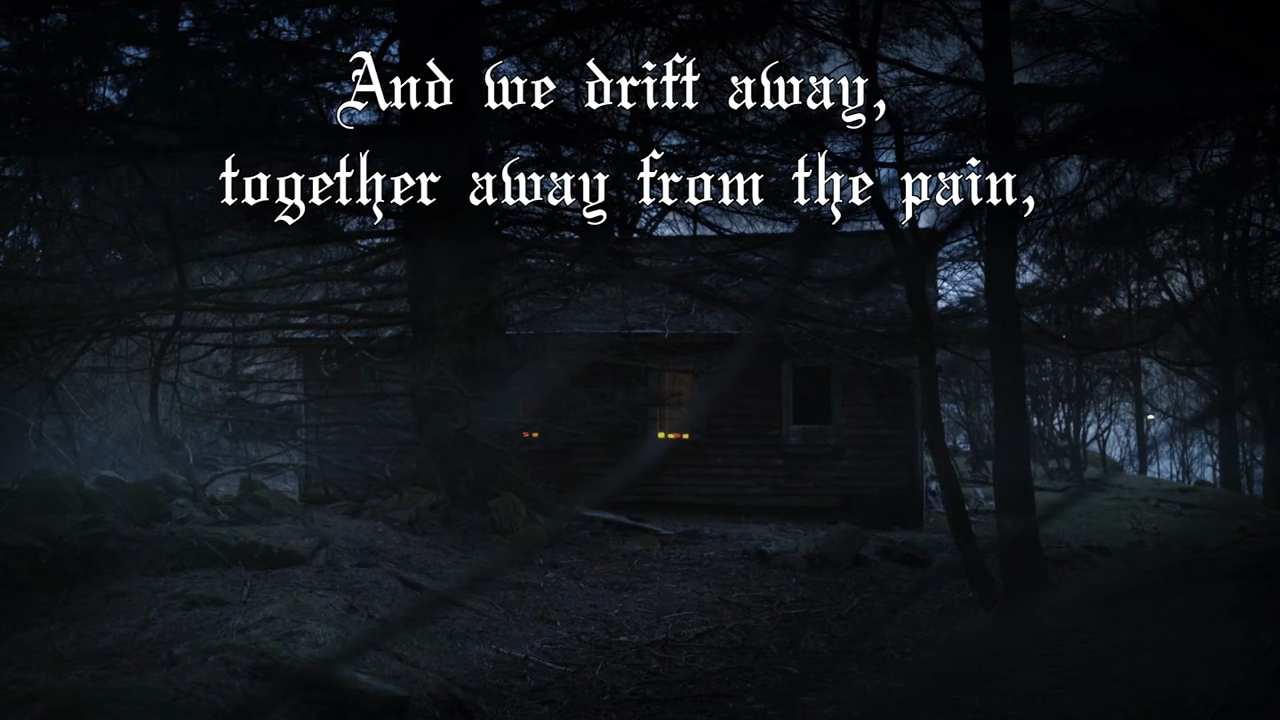 And we drift away,
together away from the pain,